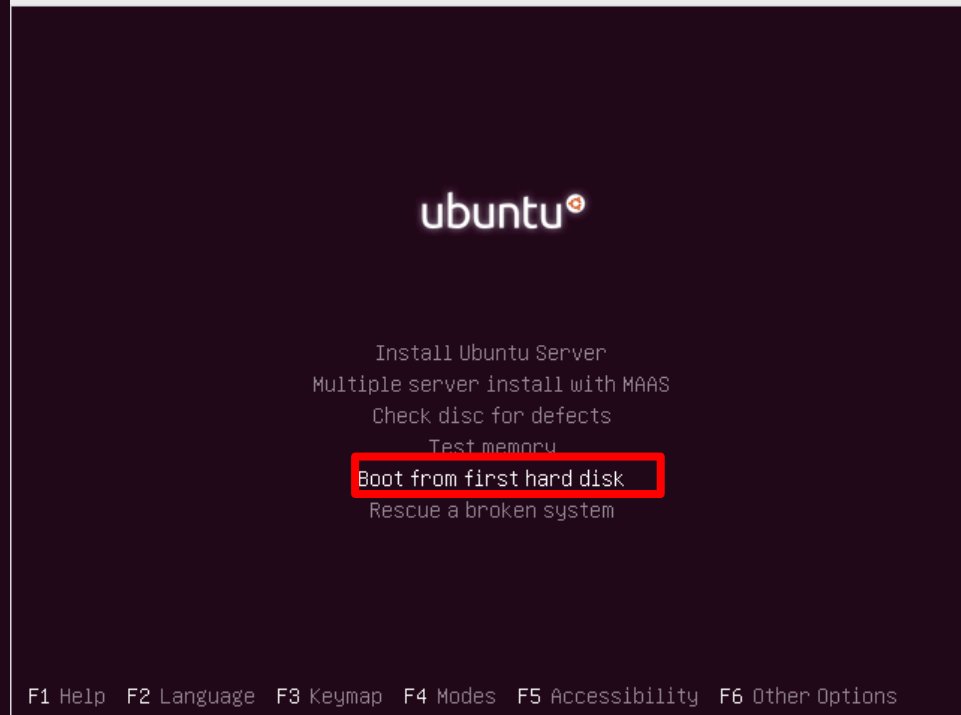 ubuntu
Install Ubuntu Server
Multiple server install with MAAS
Check disc for defects
Test memory
Boot from first hard disk
Rescue a broken system
F1 Help F2 Language F3 Keymap F4 Modes F5 Accessibility F6 Other Options